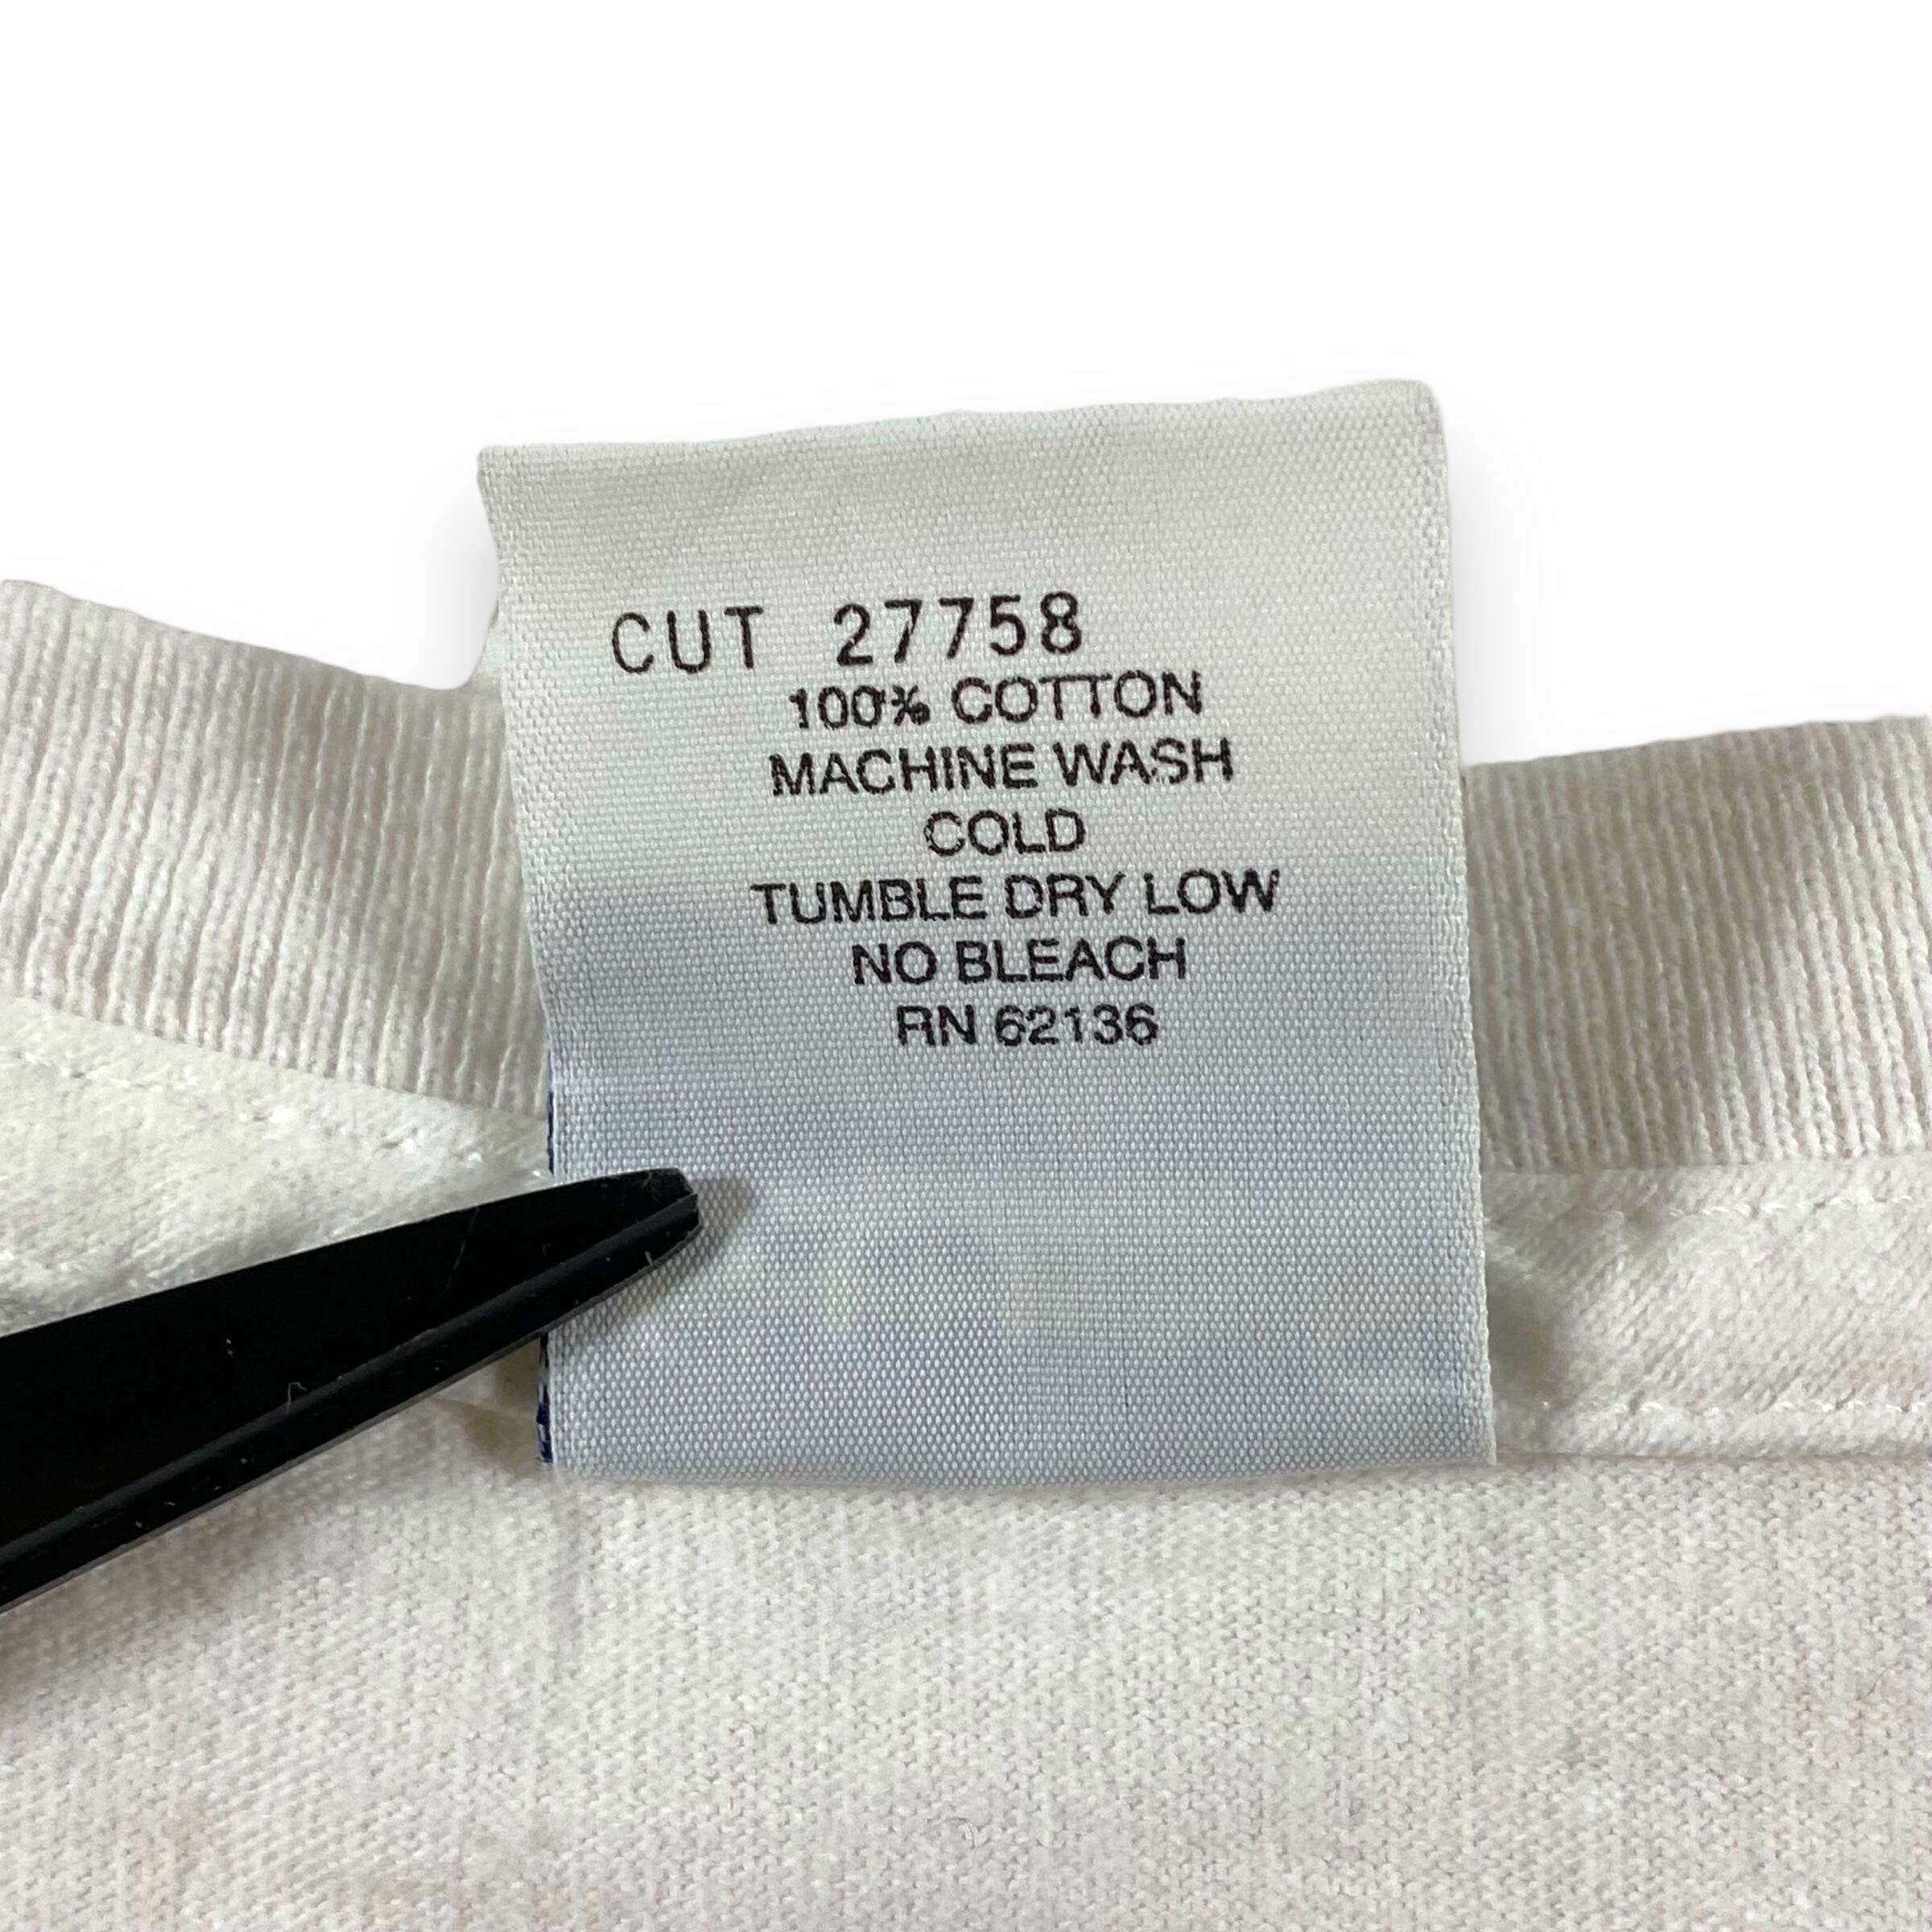 CUT 27758
100% COTTON
MACHINE WASH
COLD
TUMBLE DRY LOW
NO BLEACH
RN 62136